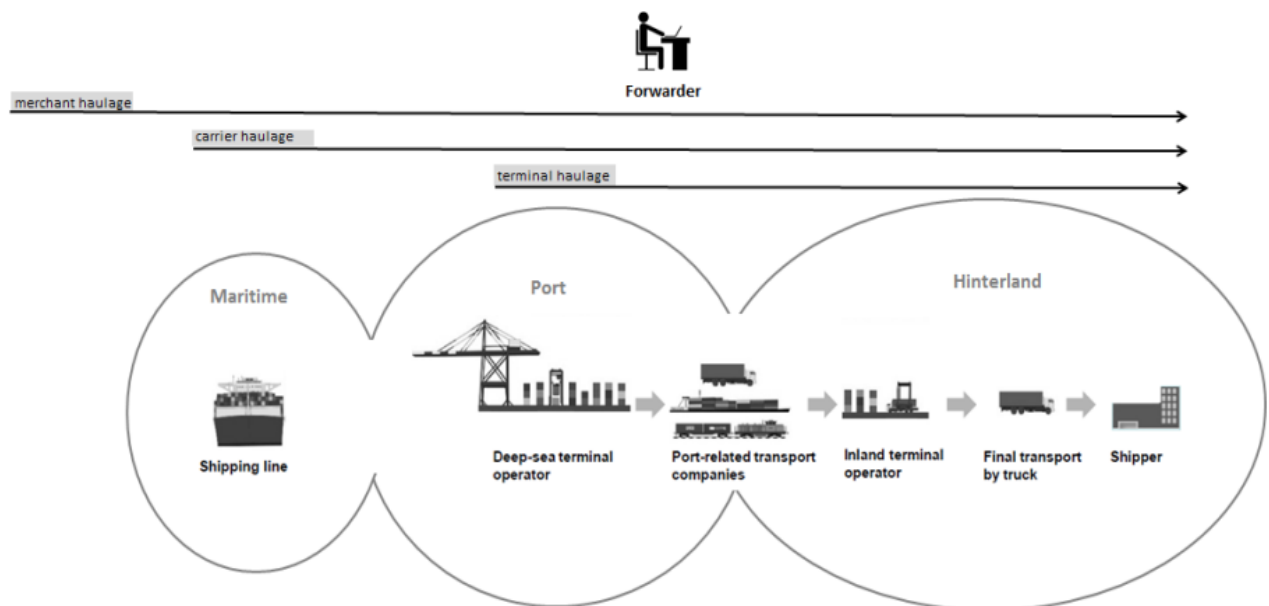 Forwarder
merchant haulage
carrier haulage
terminal haulage
Maritime
Port
Hinterland
Shipping line
Deep-sea terminal
operator
Port-related transport
companies
Inland terminal
operator
Final transport
by truck
Shipper